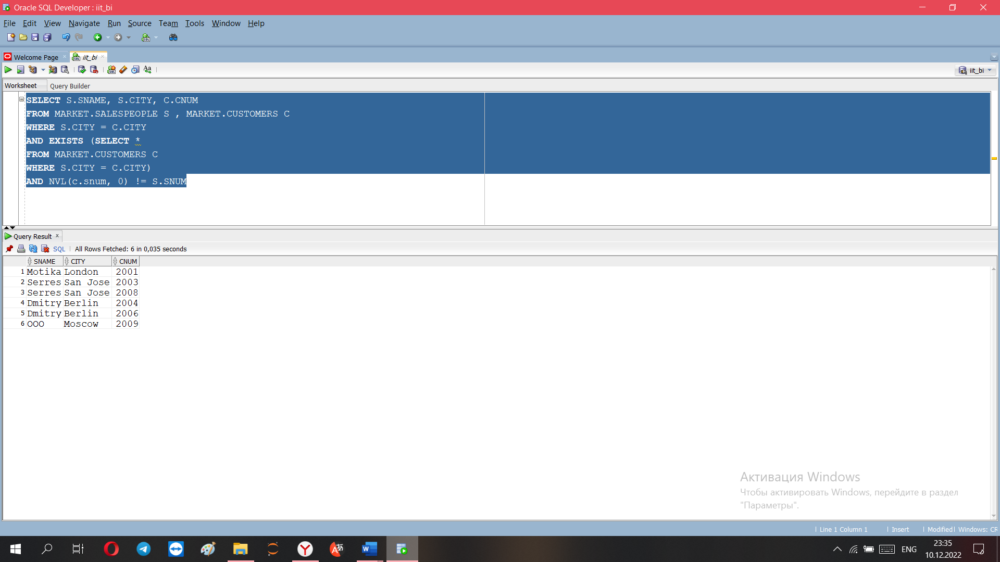 Oracle SQL Developer : iit_bi
File Edit View Navigate Run Source Team Tools Window Help
Welcome Page iit_bi
iit_bi
Worksheet Query Builder
SELECT S.SNAME, S.CITY, C.CNUM
FROM MARKET.SALESPEOPLE S , MARKET.CUSTOMERS C
WHERE S.CITY = C.CITY
AND EXISTS (SELECT *
FROM MARKET.CUSTOMERS C
WHERE S.CITY = C.CITY)
AND NVL(c.snum, 0) != S.SNUM
Query Result
SQL All Rows Fetched: 6 in 0,035 seconds
SNAME CITY CNUM
1 Motika London 2001
2 Serres San Jose 2003
3 Serres San Jose 2008
4 Dmitry Berlin 2004
5 Dmitry Berlin 2006
6 OOO Moscow 2009
Активация Windows
Чтобы активировать Windows, перейдите в раздел
"Параметры".
Line 1 Column 1 Insert Modified Windows: CR
ENG
23:35
10.12.2022